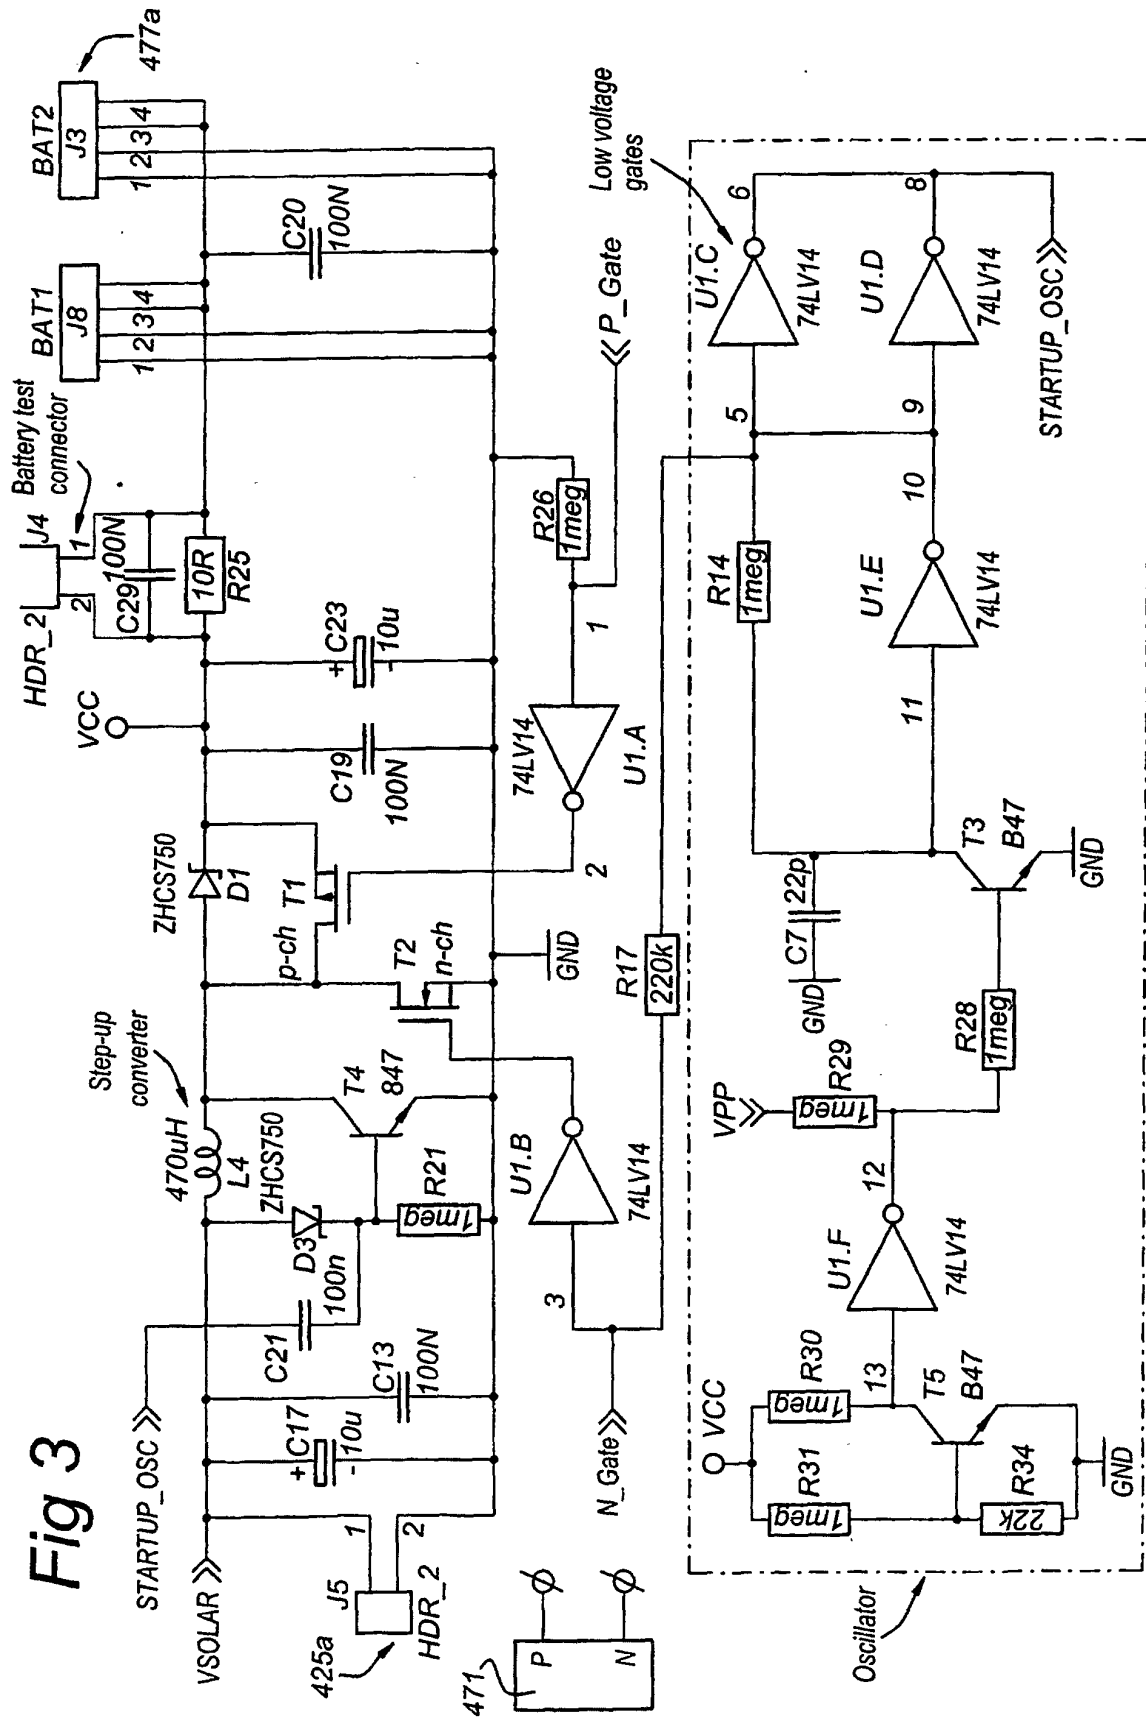 Fig 3
STARTUP_OSC
VSOLAR
J5
1
2
HDR_2
425a
471
P
N
C17
+
-
10u
C13
100N
C21
100n
D3
ZHCS750
470uH
L4
Step-up
converter
R21
1meg
T4
847
ZHCS750
D1
p-ch
T1
T2
n-ch
GND
VCC
C19
100N
C23
+
-
10u
HDR_2
J4
2
1
C29
100N
10R
R25
Battery test
connector
BAT1
J8
1
2
3
4
C20
100N
BAT2
J3
1
2
3
4
477a
N_Gate
3
U1.B
74LV14
R17
220k
2
74LV14
U1.A
1
R26
1meg
P_Gate
Low voltage
gates
Oscillator
VCC
R31
1meg
R30
1meg
R34
22k
T5
B47
GND
13
U1.F
74LV14
12
VPP
R29
1meg
R28
1meg
T3
B47
GND
GND
C7
22p
R14
1meg
11
U1.E
74LV14
10
5
U1.C
74LV14
6
9
U1.D
74LV14
8
STARTUP_OSC